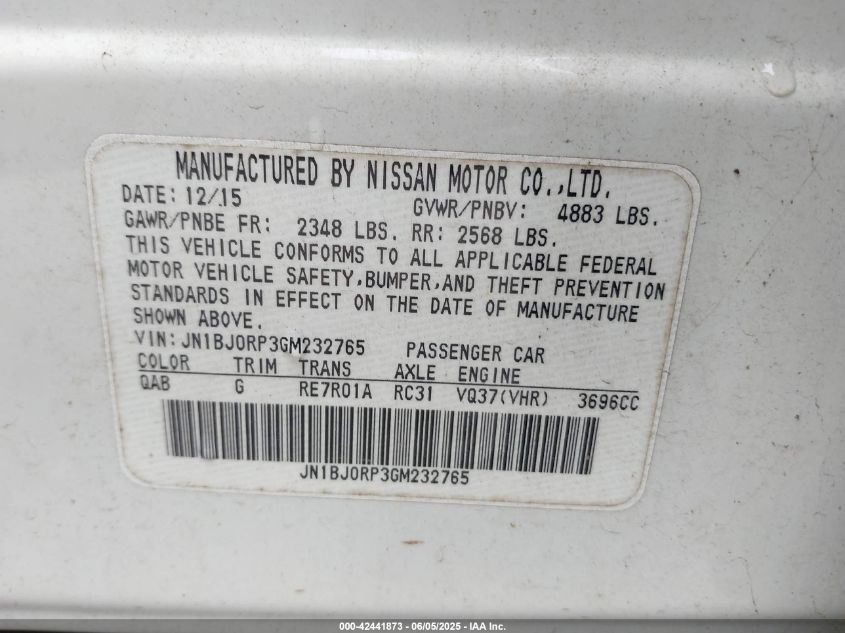 MANUFACTURED BY NISSAN MOTOR CO.,LTD.
DATE: 12/15 GVWR/PNBV: 4883 LBS.
GAWR/PNBE FR: 2348 LBS. RR: 2568 LBS.
THIS VEHICLE CONFORMS TO ALL APPLICABLE FEDERAL
MOTOR VEHICLE SAFETY,BUMPER,AND THEFT PREVENTION
STANDARDS IN EFFECT ON THE DATE OF MANUFACTURE
SHOWN ABOVE.
VIN: JN1BJ0RP3GM232765 PASSENGER CAR
COLOR TRIM TRANS AXLE ENGINE
QAB G RE7R01A RC31 VQ37(VHR) 3696CC
JN1BJ0RP3GM232765
000-42441873 - 06/05/2025 - IAA Inc.